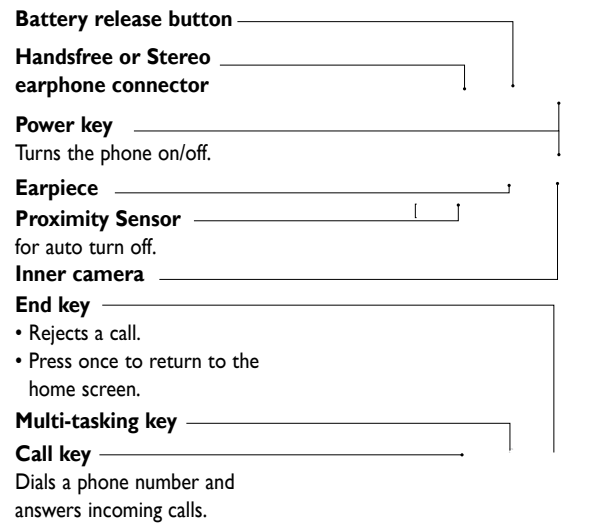 Battery release button
Handsfree or Stereo
earphone connector
Power key
Turns the phone on/off.
Earpiece
Proximity Sensor
for auto turn off.
Inner camera
End key
• Rejects a call.
• Press once to return to the
home screen.
Multi-tasking key
Call key
Dials a phone number and
answers incoming calls.